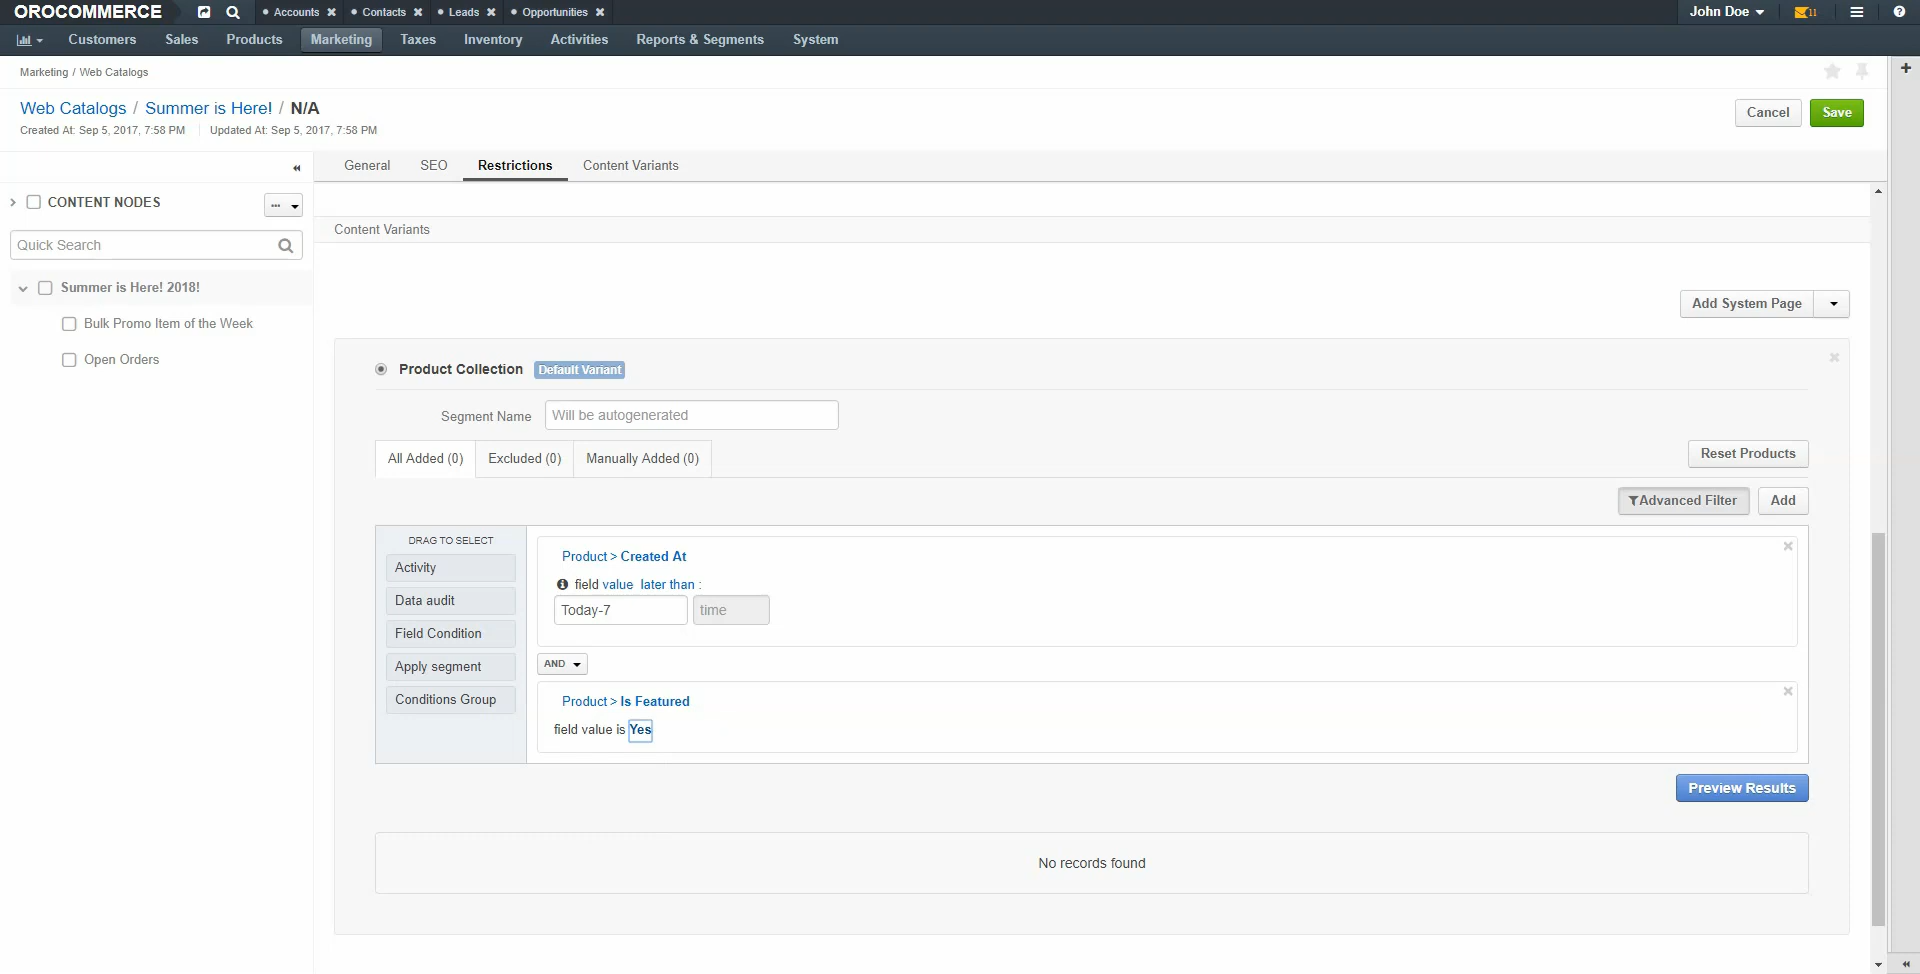 OROCOMMERCE Accounts Contacts Leads Opportunities John Doe 11
Customers Sales Products Marketing Taxes Inventory Activities Reports & Segments System
Marketing / Web Catalogs
Web Catalogs / Summer is Here! / N/A
Cancel Save
Created At: Sep 5, 2017, 7:58 PM Updated At: Sep 5, 2017, 7:58 PM
General SEO Restrictions Content Variants
CONTENT NODES ...
Quick Search
Summer is Here! 2018!
Bulk Promo Item of the Week
Open Orders
Content Variants
Add System Page
Product Collection Default Variant
Segment Name Will be autogenerated
All Added (0) Excluded (0) Manually Added (0) Reset Products
Advanced Filter Add
DRAG TO SELECT
Activity
Data audit
Field Condition
Apply segment
Conditions Group
Product > Created At
field value later than :
Today-7 time
AND
Product > Is Featured
field value is Yes
Preview Results
No records found